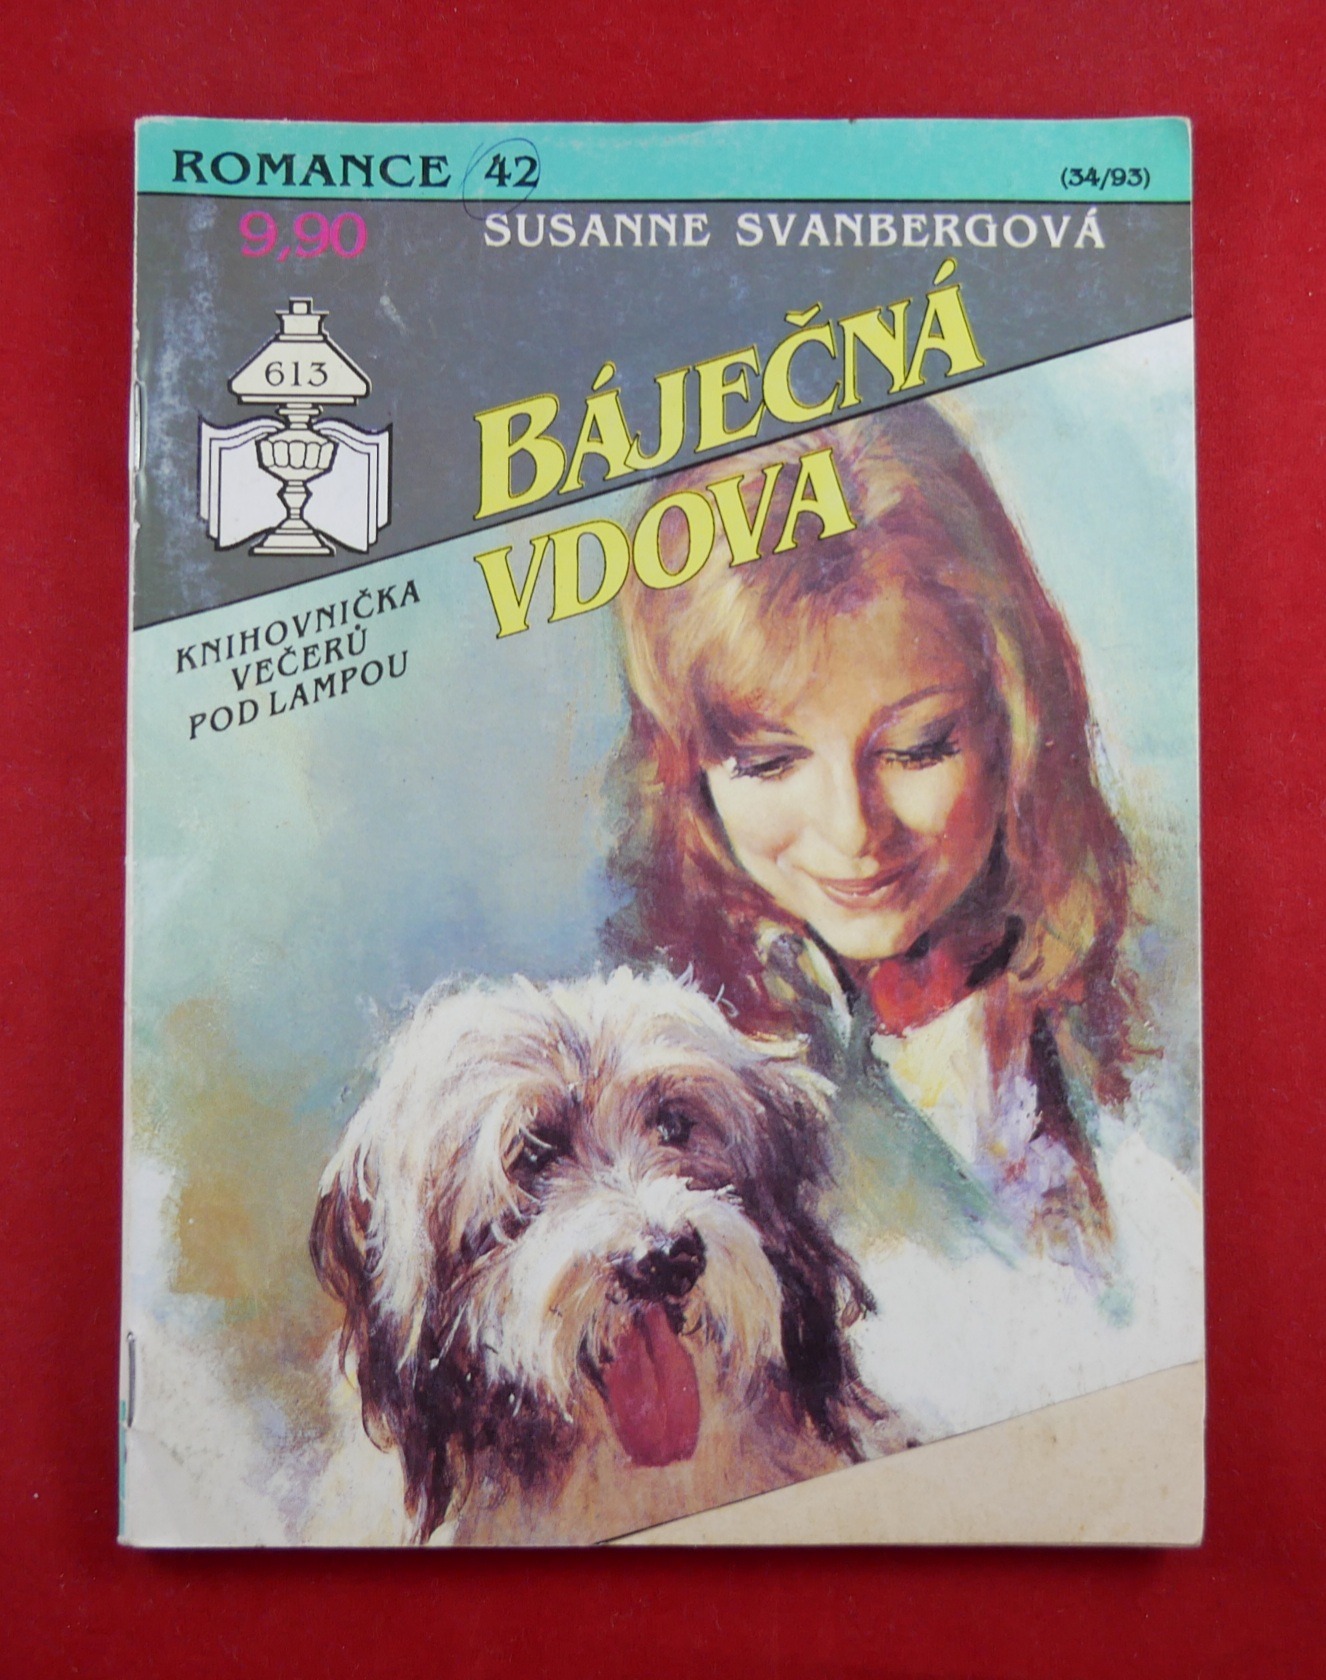 ROMANCE 42
(34/93)
9,90
SUSANNE SVANBERGOVÁ
613
BÁJEČNÁ
VDOVA
KNIHOVNIČKA
VEČERŮ
POD LAMPOU